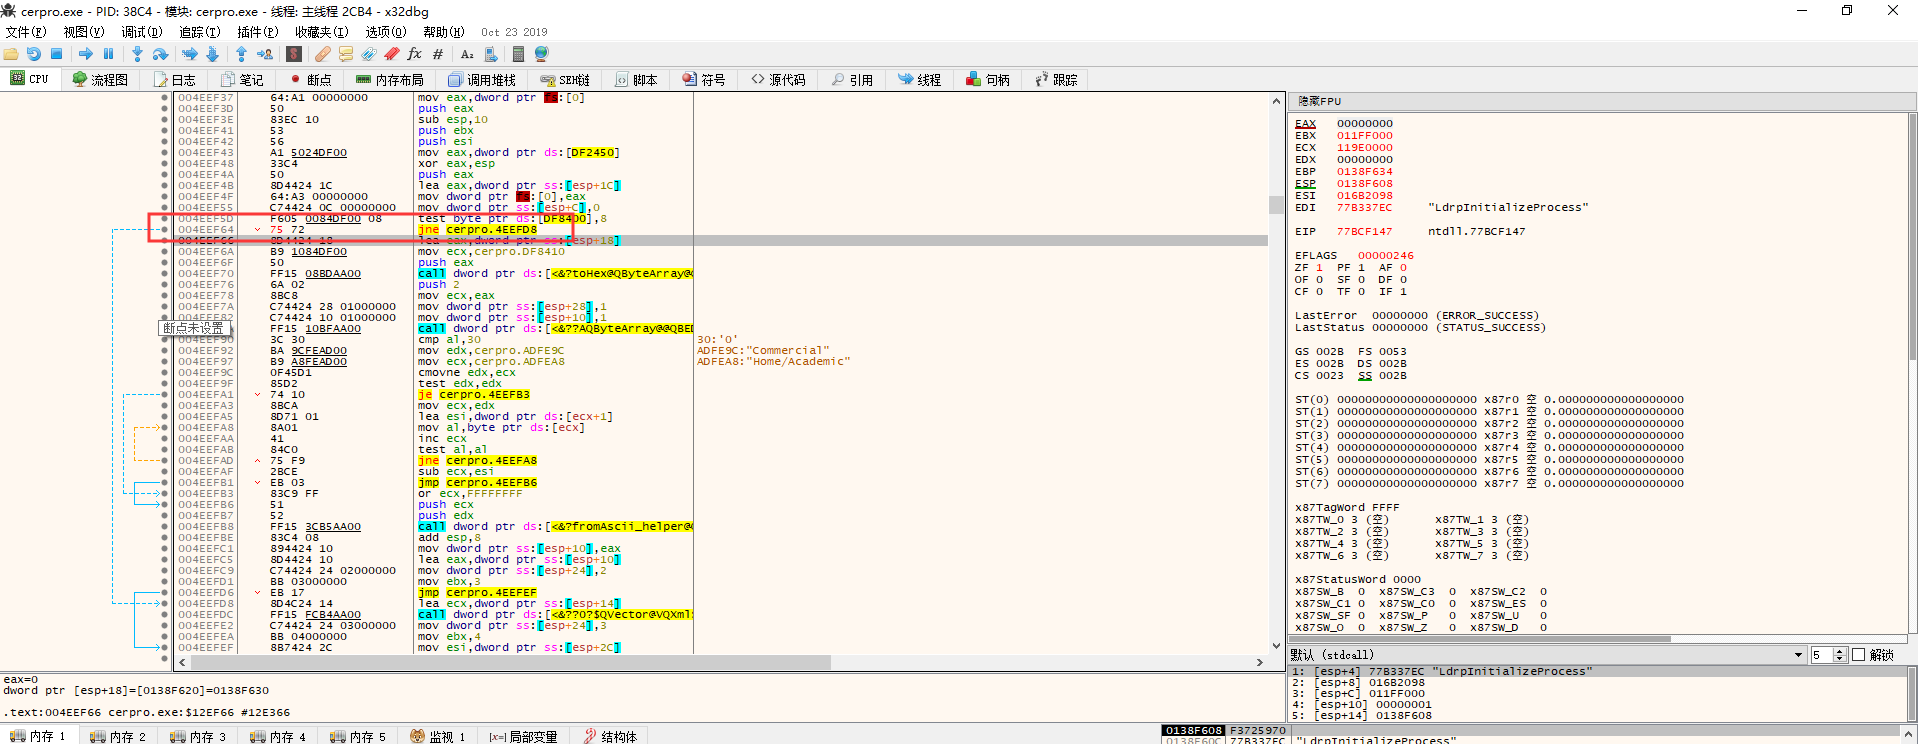 cerpro.exe - PID: 38C4 - 模块: cerpro.exe - 线程: 主线程 2CB4 - x32dbg
文件(F) 视图(V) 调试(D) 追踪(T) 插件(P) 收藏夹(I) 选项(O) 帮助(H) Oct 23 2019
CPU 流程图 日志 笔记 断点 内存布局 调用堆栈 SEH链 脚本 符号 源代码 引用 线程 句柄 跟踪
004EEF37 64:A1 00000000 mov eax,dword ptr fs:[0]
004EEF3D 50 push eax
004EEF3E 83EC 10 sub esp,10
004EEF41 53 push ebx
004EEF42 56 push esi
004EEF43 A1 5024DF00 mov eax,dword ptr ds:[DF2450]
004EEF48 33C4 xor eax,esp
004EEF4A 50 push eax
004EEF4B 8D4424 1C lea eax,dword ptr ss:[esp+1C]
004EEF4F 64:A3 00000000 mov dword ptr fs:[0],eax
004EEF55 C74424 0C 00000000 mov dword ptr ss:[esp+C],0
004EEF5D F605 0084DF00 08 test byte ptr ds:[DF8400],8
004EEF64 75 72 jne cerpro.4EEFD8
004EEF66 8D4424 18 lea eax,dword ptr ss:[esp+18]
004EEF6A B9 1084DF00 mov ecx,cerpro.DF8410
004EEF6F 50 push eax
004EEF70 FF15 08BDAA00 call dword ptr ds:[<&?toHex@QByteArray@
004EEF76 6A 02 push 2
004EEF78 8BC8 mov ecx,eax
004EEF7A C74424 28 01000000 mov dword ptr ss:[esp+28],1
004EEF82 C74424 10 01000000 mov dword ptr ss:[esp+10],1
断点未设置 FF15 10BFAA00 call dword ptr ds:[<&??AQByteArray@@QBE
004EEF90 3C 30 cmp al,30 30:'0'
004EEF92 BA 9CFEAD00 mov edx,cerpro.ADFE9C ADFE9C:"Commercial"
004EEF97 B9 A8FEAD00 mov ecx,cerpro.ADFEA8 ADFEA8:"Home/Academic"
004EEF9C 0F45D1 cmovne edx,ecx
004EEF9F 85D2 test edx,edx
004EEFA1 74 10 je cerpro.4EEFB3
004EEFA3 8BCA mov ecx,edx
004EEFA5 8D71 01 lea esi,dword ptr ds:[ecx+1]
004EEFA8 8A01 mov al,byte ptr ds:[ecx]
004EEFAA 41 inc ecx
004EEFAB 84C0 test al,al
004EEFAD 75 F9 jne cerpro.4EEFA8
004EEFAF 2BCE sub ecx,esi
004EEFB1 EB 03 jmp cerpro.4EEFB6
004EEFB3 83C9 FF or ecx,FFFFFFFF
004EEFB6 51 push ecx
004EEFB7 52 push edx
004EEFB8 FF15 3CB5AA00 call dword ptr ds:[<&?fromAscii_helper@
004EEFBE 83C4 08 add esp,8
004EEFC1 894424 10 mov dword ptr ss:[esp+10],eax
004EEFC5 8D4424 10 lea eax,dword ptr ss:[esp+10]
004EEFC9 C74424 24 02000000 mov dword ptr ss:[esp+24],2
004EEFD1 BB 03000000 mov ebx,3
004EEFD6 EB 17 jmp cerpro.4EEFEF
004EEFD8 8D4C24 14 lea ecx,dword ptr ss:[esp+14]
004EEFDC FF15 FCB4AA00 call dword ptr ds:[<&??0?$QVector@VQXml
004EEFE2 C74424 24 03000000 mov dword ptr ss:[esp+24],3
004EEFEA BB 04000000 mov ebx,4
004EEFEF 8B7424 2C mov esi,dword ptr ss:[esp+2C]
eax=0
dword ptr [esp+18]=[0138F620]=0138F630
.text:004EEF66 cerpro.exe:$12EF66 #12E366
隐藏FPU
EAX 00000000
EBX 011FF000
ECX 119E0000
EDX 00000000
EBP 0138F634
ESP 0138F608
ESI 016B2098
EDI 77B337EC "LdrpInitializeProcess"
EIP 77BCF147 ntdll.77BCF147
EFLAGS 00000246
ZF 1 PF 1 AF 0
OF 0 SF 0 DF 0
CF 0 TF 0 IF 1
LastError 00000000 (ERROR_SUCCESS)
LastStatus 00000000 (STATUS_SUCCESS)
GS 002B FS 0053
ES 002B DS 002B
CS 0023 SS 002B
ST(0) 00000000000000000000 x87r0 空 0.000000000000000000
ST(1) 00000000000000000000 x87r1 空 0.000000000000000000
ST(2) 00000000000000000000 x87r2 空 0.000000000000000000
ST(3) 00000000000000000000 x87r3 空 0.000000000000000000
ST(4) 00000000000000000000 x87r4 空 0.000000000000000000
ST(5) 00000000000000000000 x87r5 空 0.000000000000000000
ST(6) 00000000000000000000 x87r6 空 0.000000000000000000
ST(7) 00000000000000000000 x87r7 空 0.000000000000000000
x87TagWord FFFF
x87TW_0 3 (空) x87TW_1 3 (空)
x87TW_2 3 (空) x87TW_3 3 (空)
x87TW_4 3 (空) x87TW_5 3 (空)
x87TW_6 3 (空) x87TW_7 3 (空)
x87StatusWord 0000
x87SW_B 0 x87SW_C3 0 x87SW_C2 0
x87SW_C1 0 x87SW_C0 0 x87SW_ES 0
x87SW_SF 0 x87SW_P 0 x87SW_U 0
x87SW_O 0 x87SW_Z 0 x87SW_D 0
默认 (stdcall) 5 解锁
1: [esp+4] 77B337EC "LdrpInitializeProcess"
2: [esp+8] 016B2098
3: [esp+C] 011FF000
4: [esp+10] 00000001
5: [esp+14] 0138F608
内存 1 内存 2 内存 3 内存 4 内存 5 监视 1 [x=] 局部变量 结构体
0138F608 F3725970
0138F60C 77B337EC "LdrpInitializeProcess"